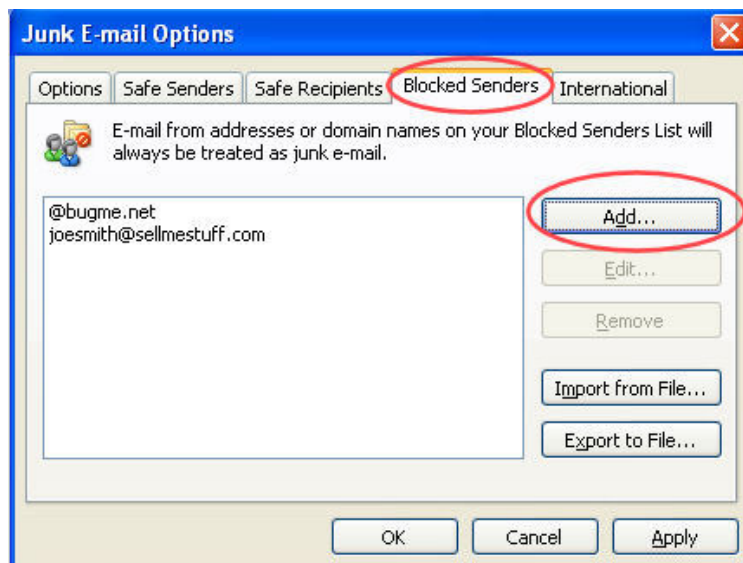 Junk E-mail Options
Options Safe Senders Safe Recipients Blocked Senders International
E-mail from addresses or domain names on your Blocked Senders List will
always be treated as junk e-mail.
@bugme.net
joesmith@sellmestuff.com
Add...
Edit...
Remove
Import from File...
Export to File...
OK Cancel Apply